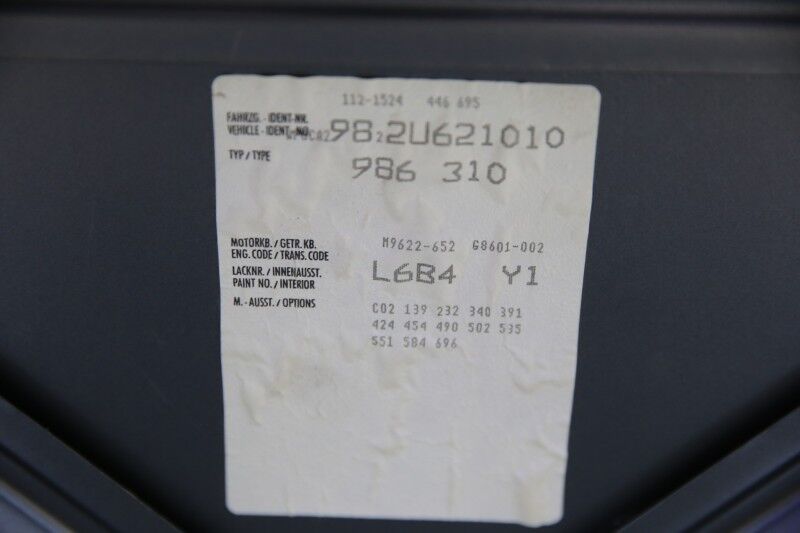 112-1524 446 695
FAHRZG.-IDENT-NR.
VEHICLE-IDENT-NO. 982U621010
TYP / TYPE 986 310
MOTORKB. / GETR. KB. M9622-652 G8601-002
ENG. CODE / TRANS. CODE
LACKNR. / INNENAUSST. L6B4 Y1
PAINT NO. / INTERIOR
M.-AUSST. / OPTIONS C02 139 232 340 391
424 454 490 502 535
551 584 696